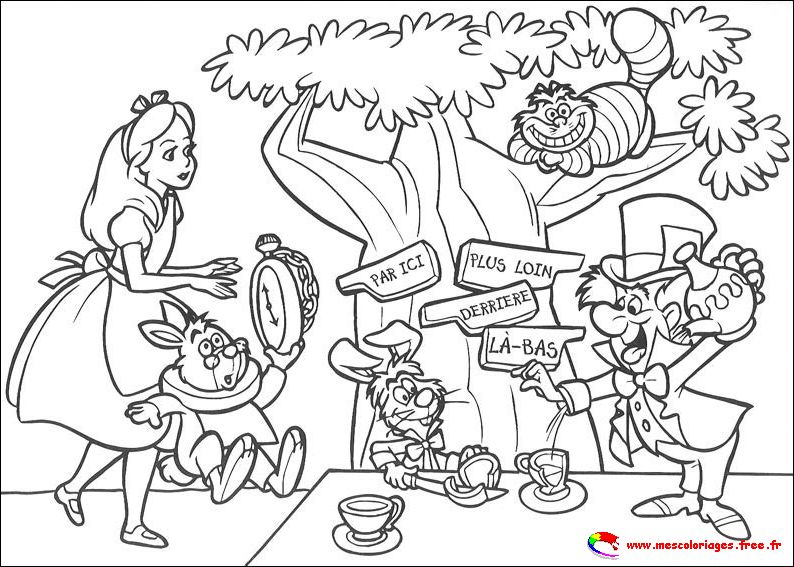 PAR ICI
PLUS LOIN
DERRIERE
LÀ-BAS
www.mescoloriages.free.fr